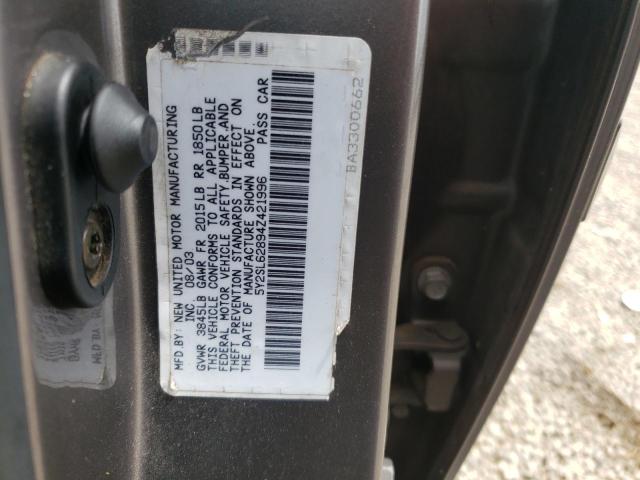 MFD.BY: NEW UNITED MOTOR MANUFACTURING
INC. 08/03
GVWR 3845LB GAWR FR 2015LB RR 1850LB
THIS VEHICLE CONFORMS TO ALL APPLICABLE
FEDERAL MOTOR VEHICLE SAFETY,BUMPER,AND
THEFT PREVENTION STANDARDS IN EFFECT ON
THE DATE OF MANUFACTURE SHOWN ABOVE
5Y2SL62894Z421996 PASS CAR
BA3300D662